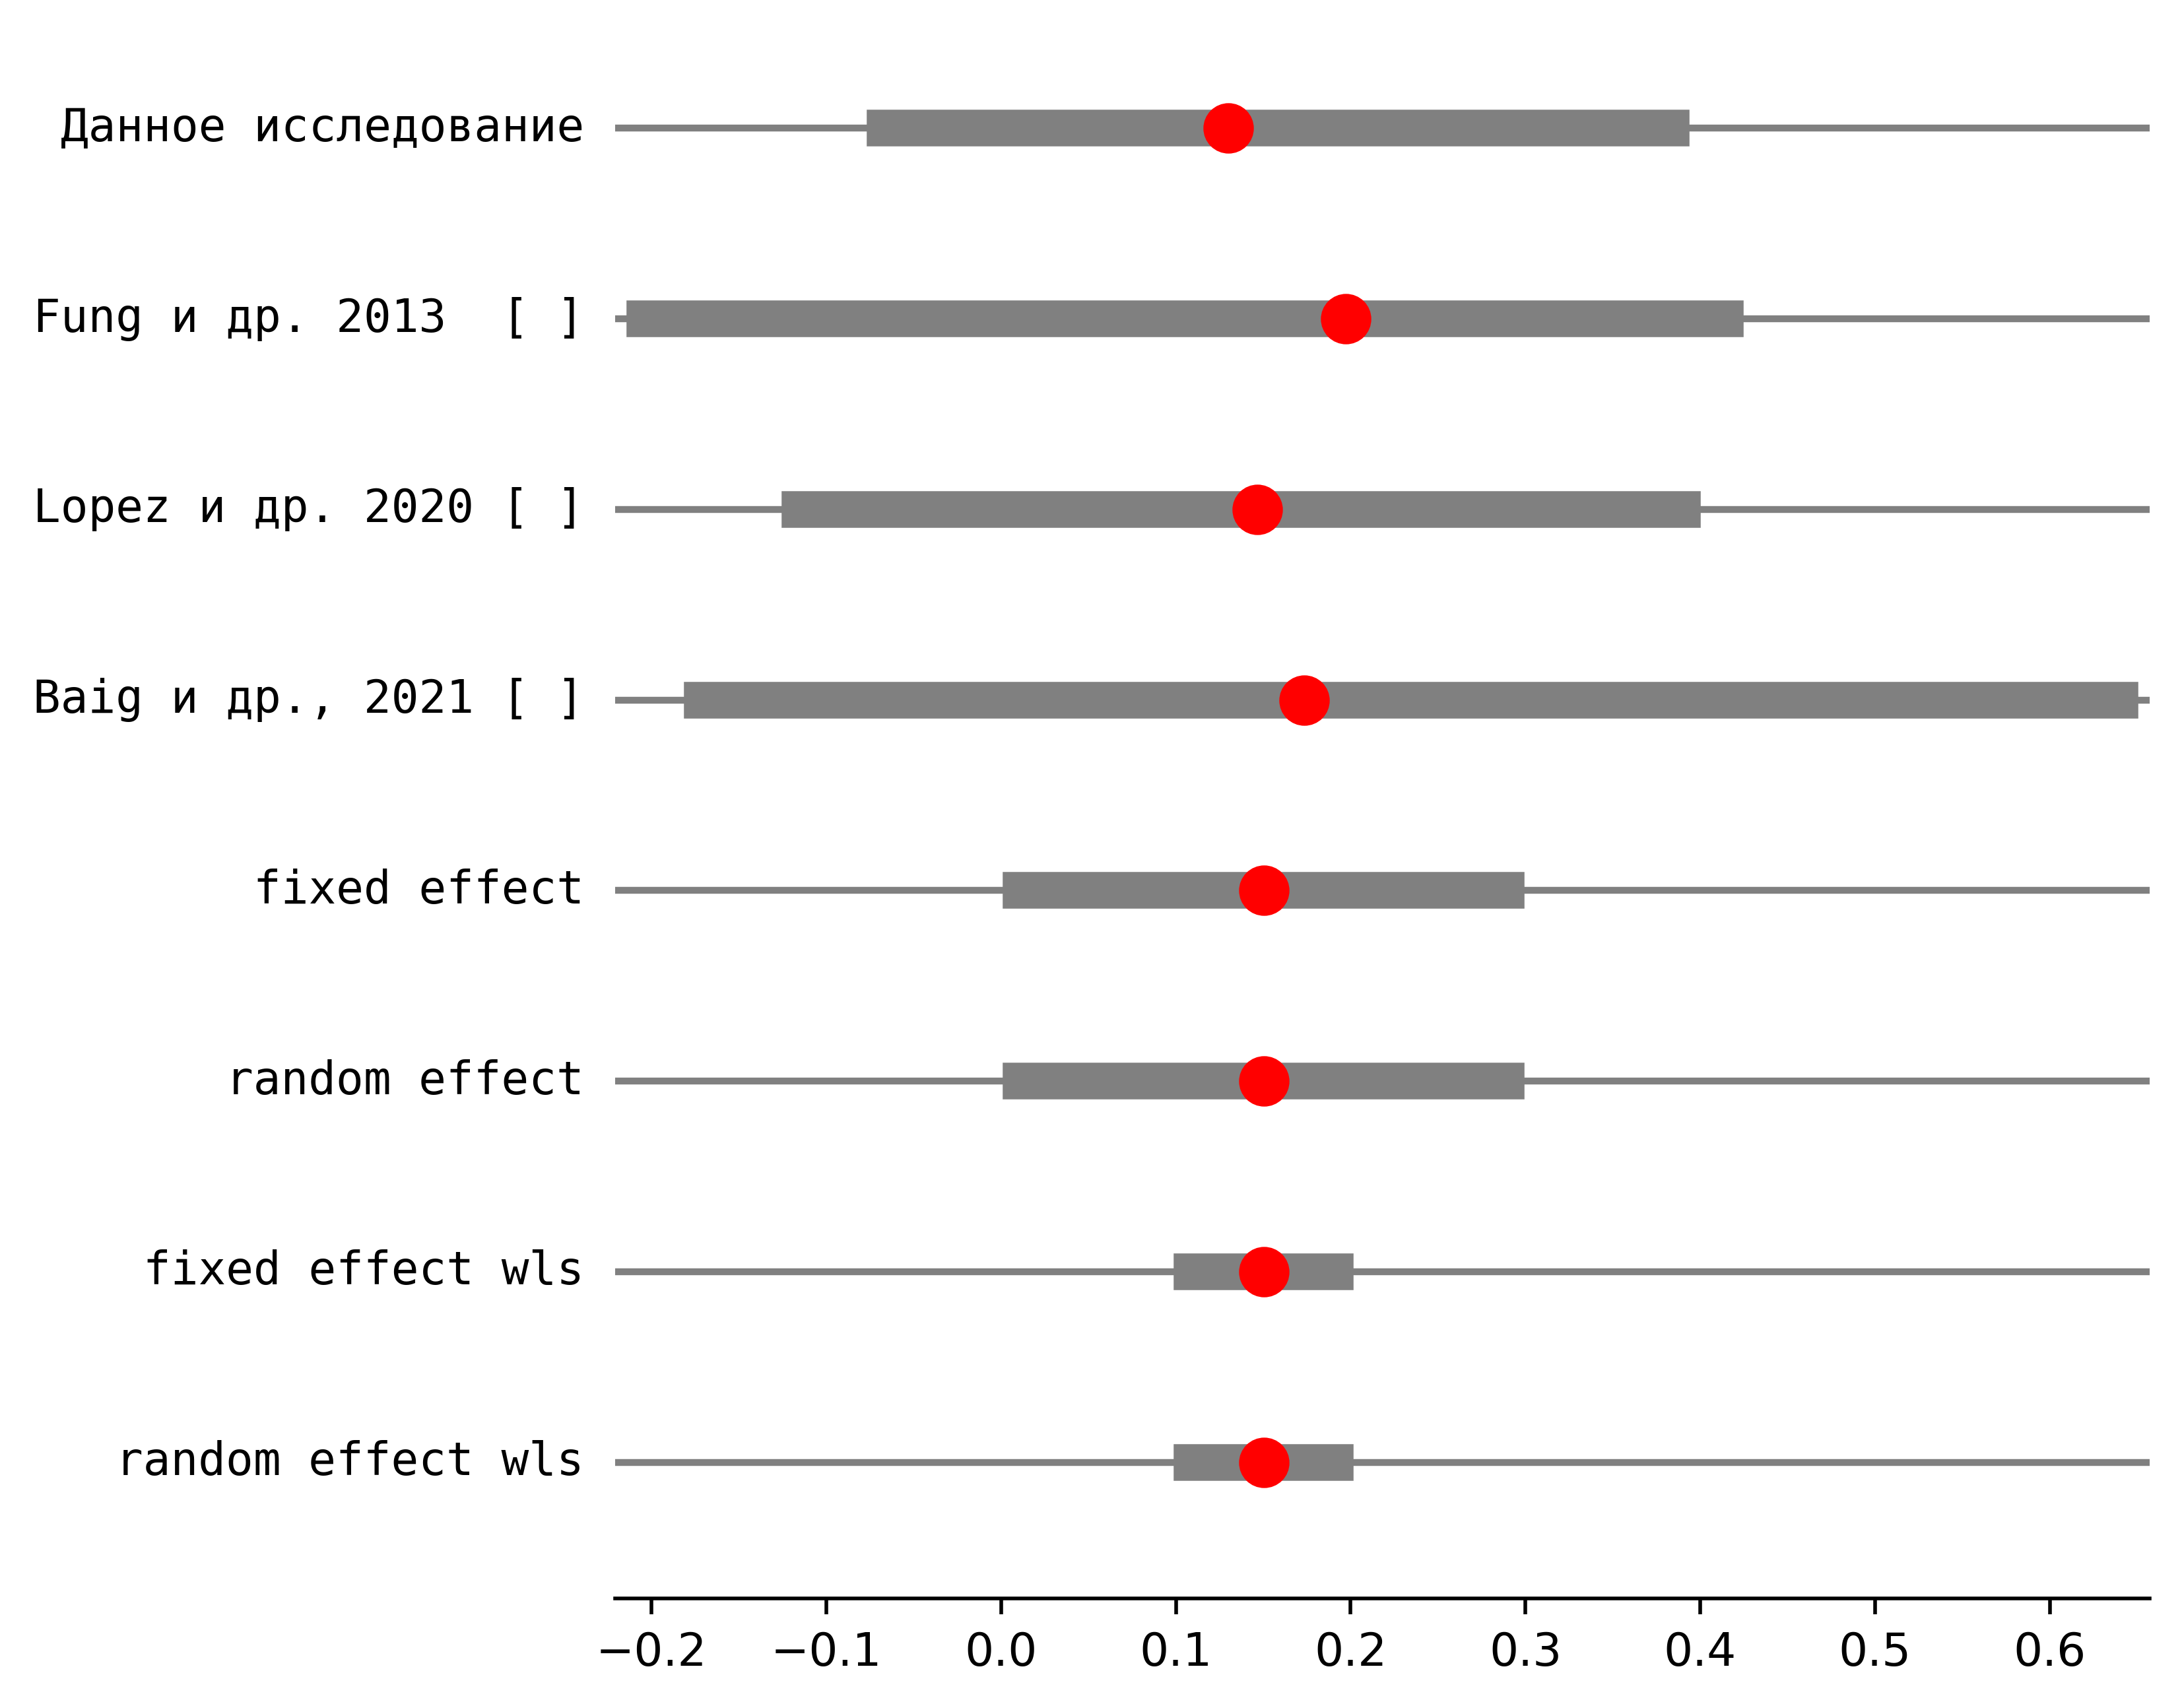 Данное исследование
Fung и др. 2013  [ ]
Lopez и др. 2020 [ ]
Baig и др., 2021 [ ]
fixed effect
random effect
fixed effect wls
random effect wls
−0.2 −0.1 0.0 0.1 0.2 0.3 0.4 0.5 0.6